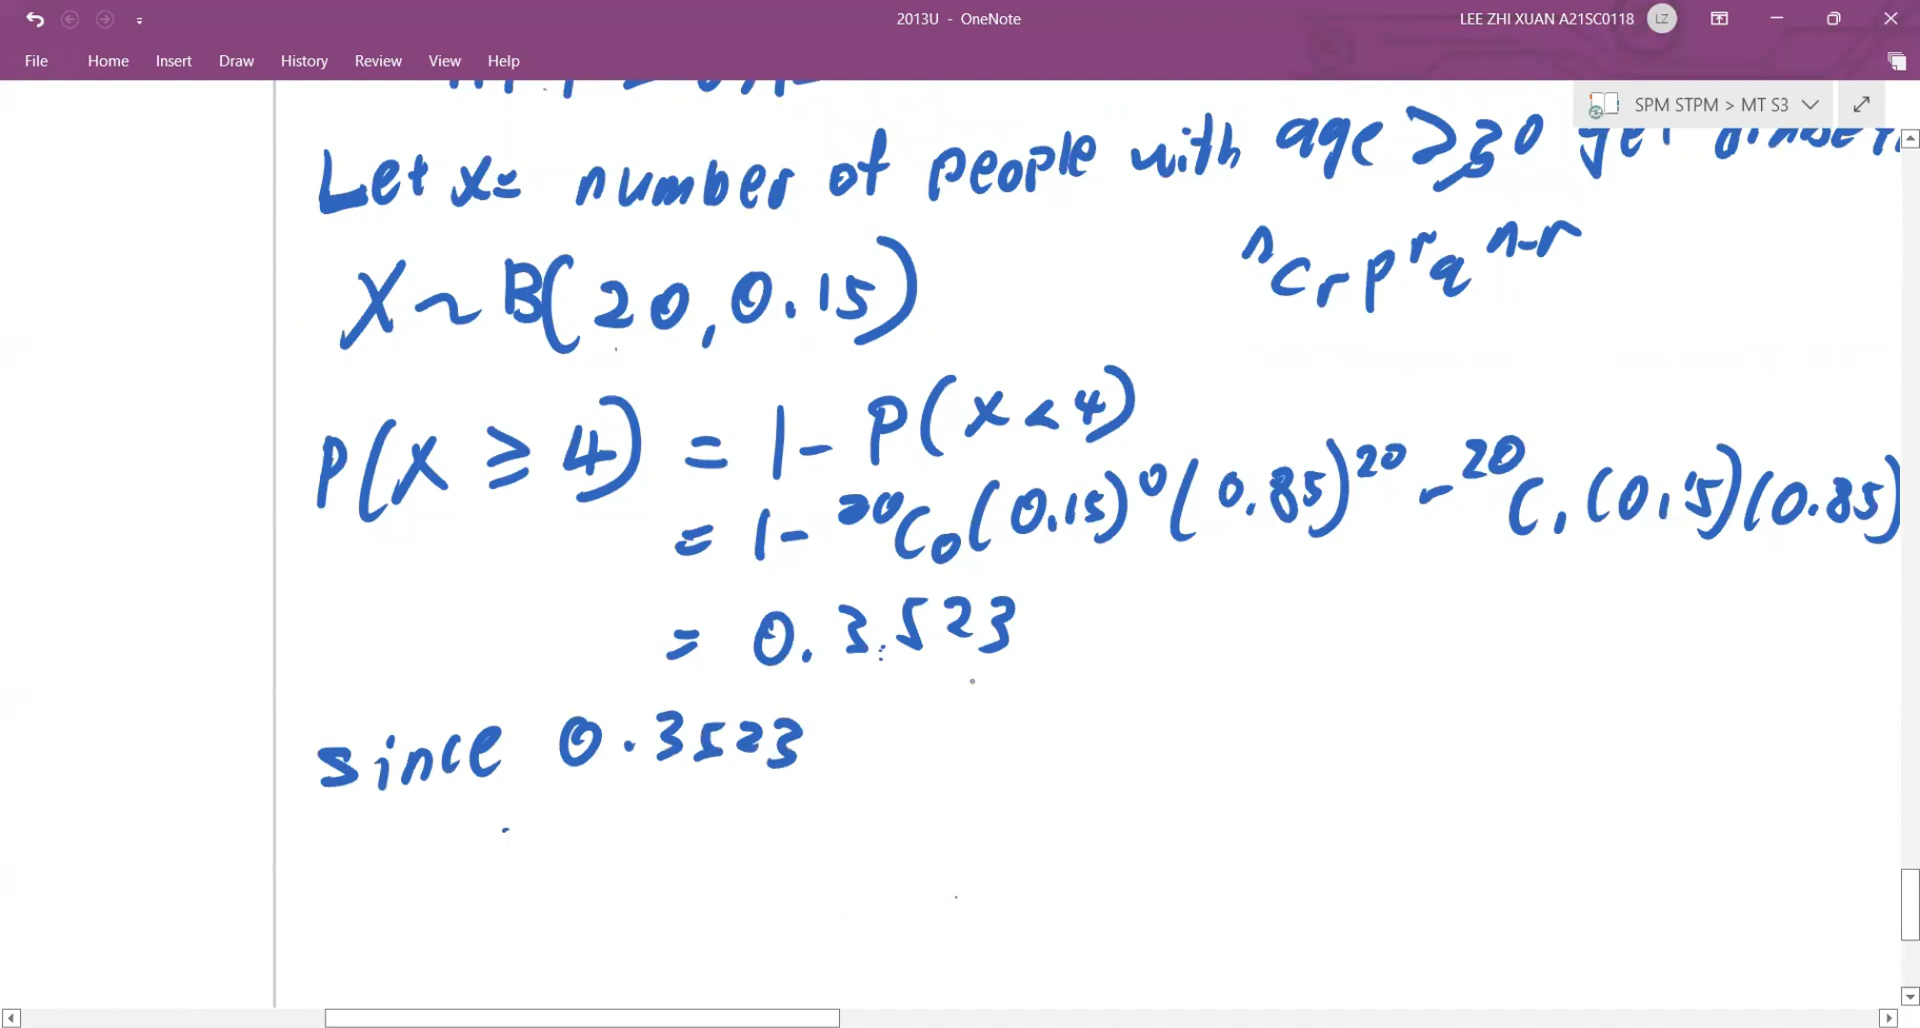 2013U - OneNote
LEE ZHI XUAN A21SC0118
LZ
File Home Insert Draw History Review View Help
SPM STPM > MT S3
Let x = number of people with age ≥ 30 get
X ~ B(20, 0.15)
ⁿCᵣ pʳ qⁿ⁻ʳ
P(X ≥ 4) = 1 - P(X < 4)
= 1 - ²⁰C₀ (0.15)⁰ (0.85)²⁰ - ²⁰C₁ (0.15)(0.85)
= 0.3523
since 0.3523